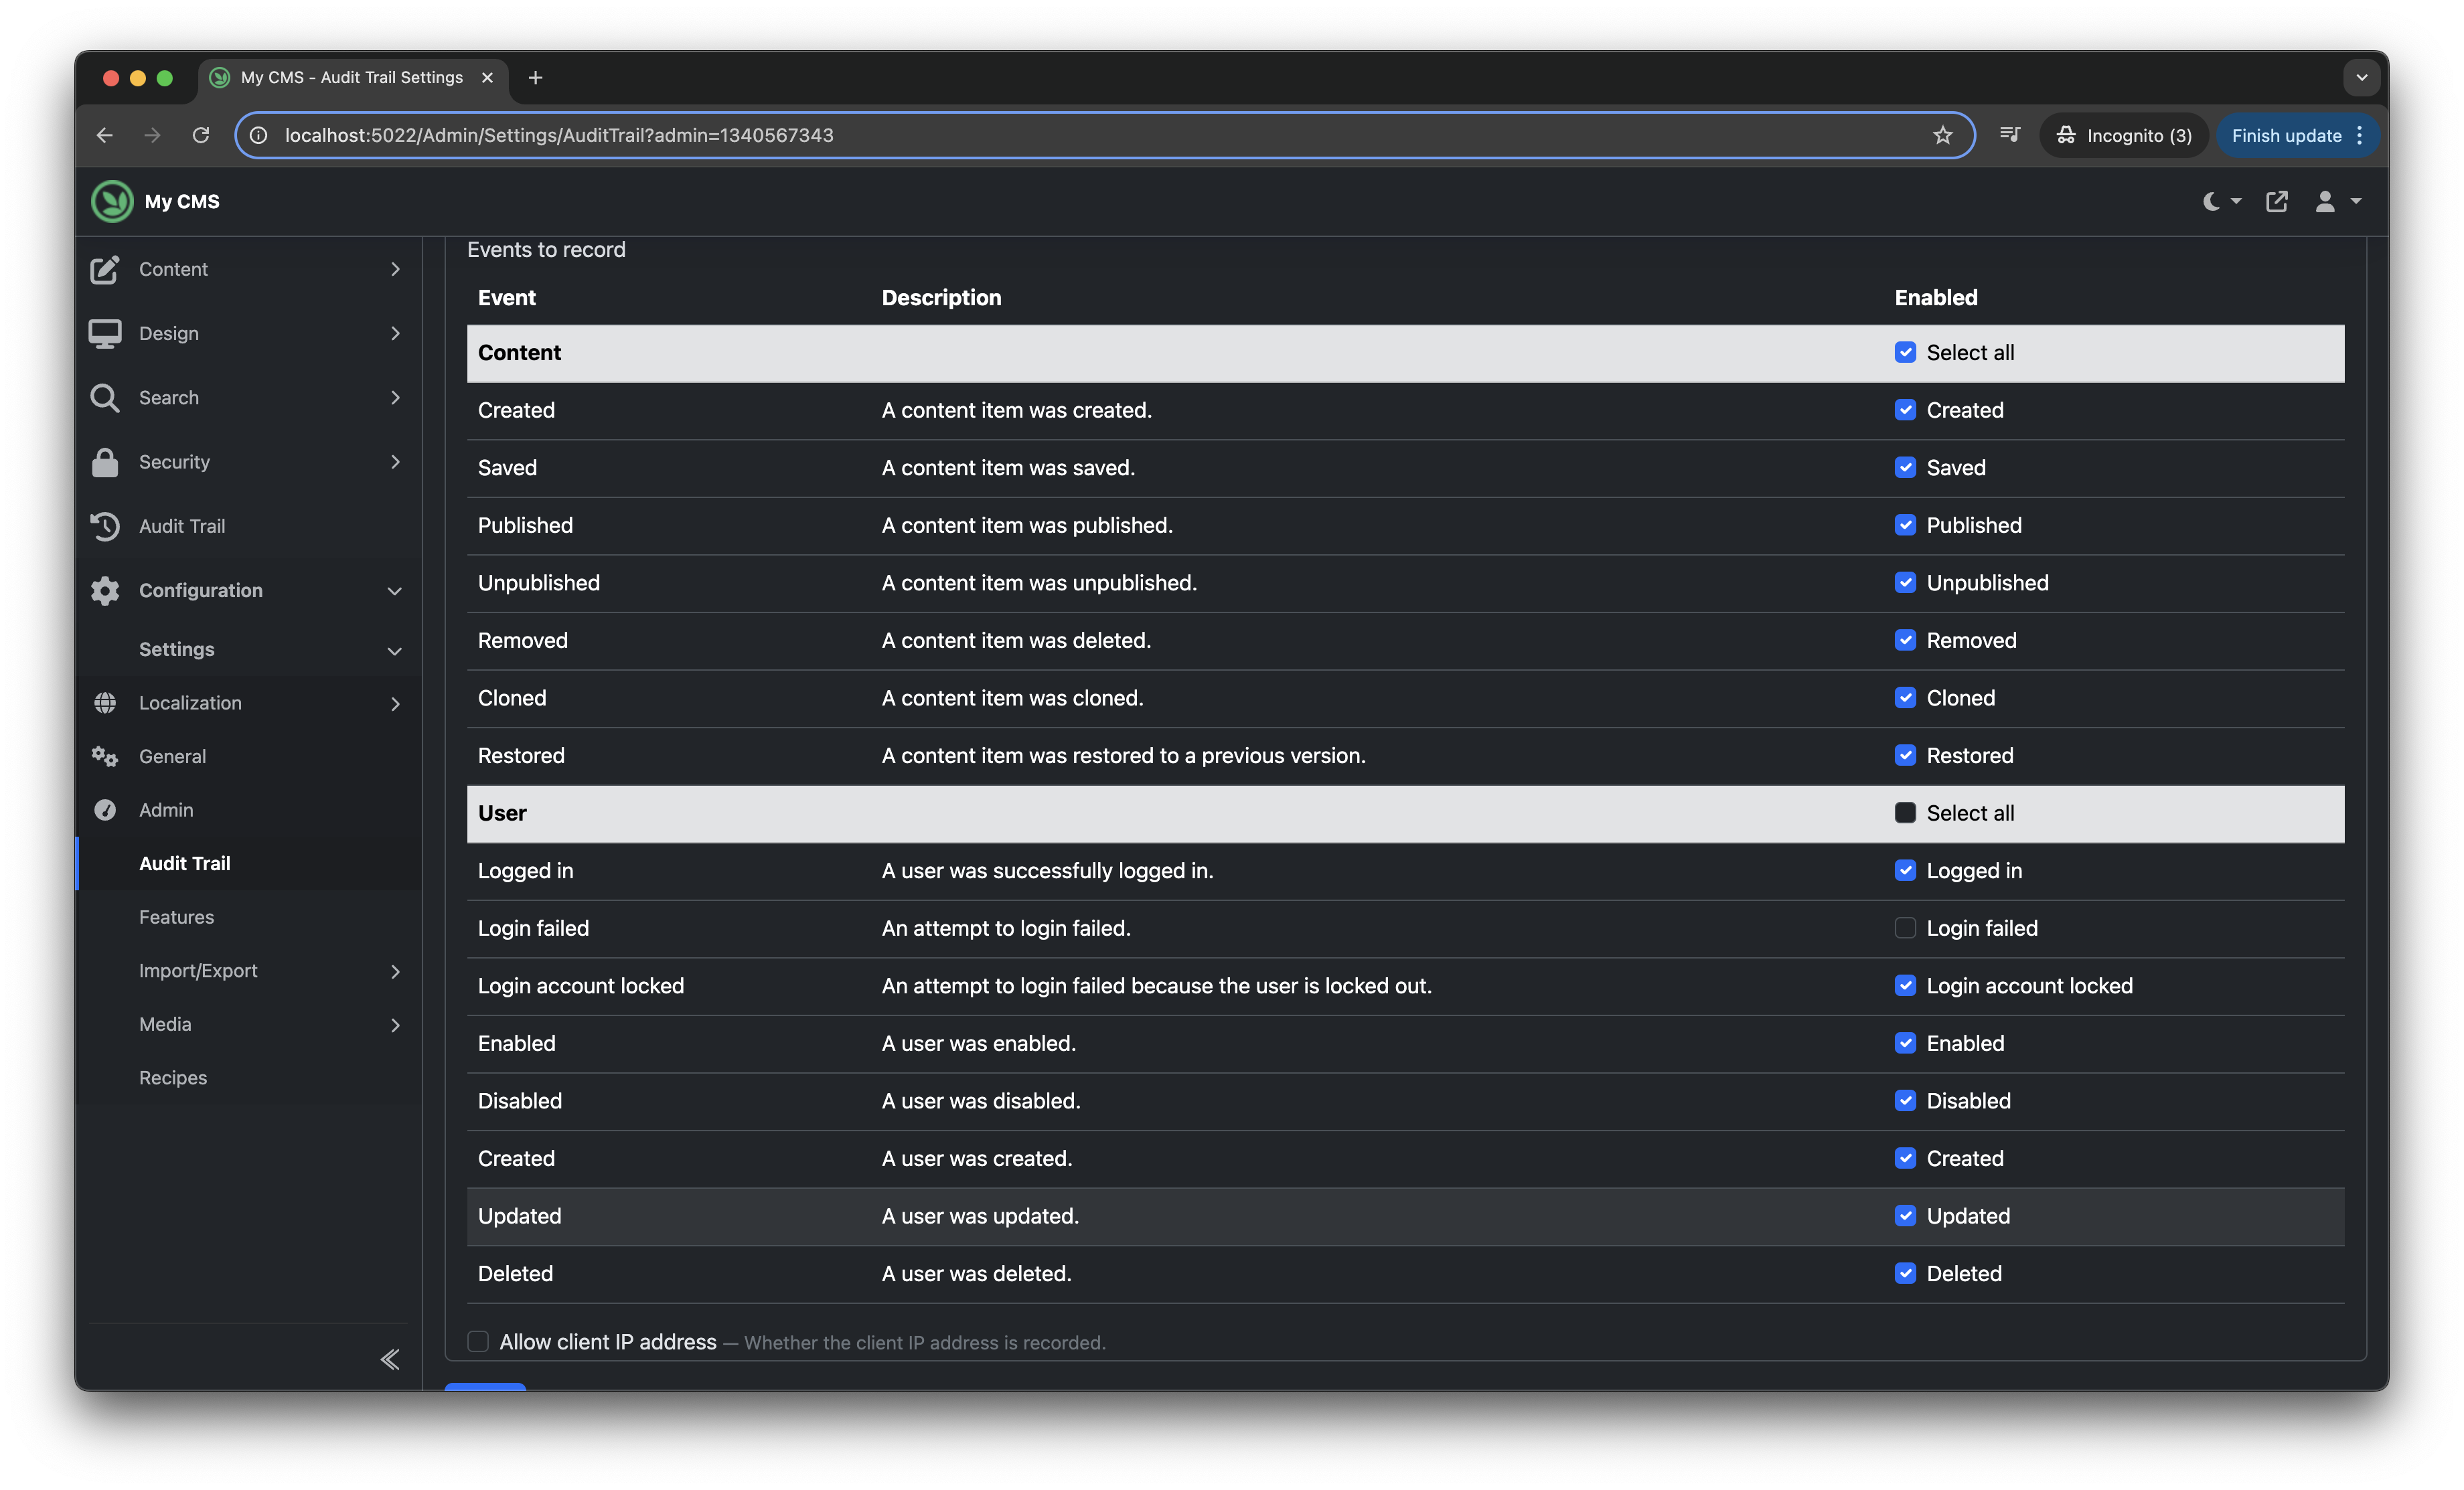 My CMS - Audit Trail Settings
localhost:5022/Admin/Settings/AuditTrail?admin=1340567343
Incognito (3)
Finish update
My CMS
Content
Design
Search
Security
Audit Trail
Configuration
Settings
Localization
General
Admin
Audit Trail
Features
Import/Export
Media
Recipes
Events to record
Event Description Enabled
Content Select all
Created A content item was created. Created
Saved A content item was saved. Saved
Published A content item was published. Published
Unpublished A content item was unpublished. Unpublished
Removed A content item was deleted. Removed
Cloned A content item was cloned. Cloned
Restored A content item was restored to a previous version. Restored
User Select all
Logged in A user was successfully logged in. Logged in
Login failed An attempt to login failed. Login failed
Login account locked An attempt to login failed because the user is locked out. Login account locked
Enabled A user was enabled. Enabled
Disabled A user was disabled. Disabled
Created A user was created. Created
Updated A user was updated. Updated
Deleted A user was deleted. Deleted
Allow client IP address — Whether the client IP address is recorded.